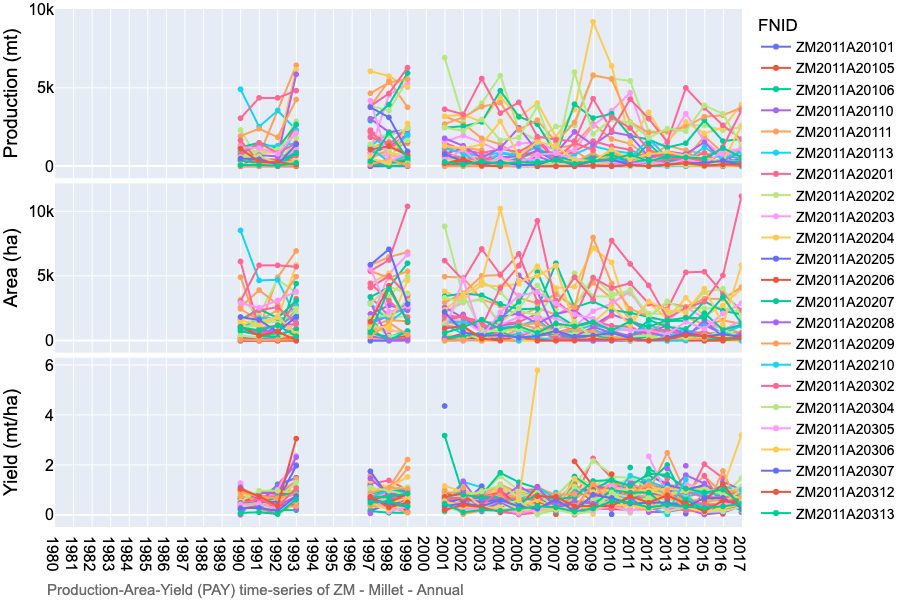 FNID
Production (mt)
10k
5k
0
Area (ha)
10k
5k
0
Yield (mt/ha)
6
4
2
0
1980 1981 1982 1983 1984 1985 1986 1987 1988 1989 1990 1991 1992 1993 1994 1995 1996 1997 1998 1999 2000 2001 2002 2003 2004 2005 2006 2007 2008 2009 2010 2011 2012 2013 2014 2015 2016 2017
ZM2011A20101
ZM2011A20105
ZM2011A20106
ZM2011A20110
ZM2011A20111
ZM2011A20113
ZM2011A20201
ZM2011A20202
ZM2011A20203
ZM2011A20204
ZM2011A20205
ZM2011A20206
ZM2011A20207
ZM2011A20208
ZM2011A20209
ZM2011A20210
ZM2011A20302
ZM2011A20304
ZM2011A20305
ZM2011A20306
ZM2011A20307
ZM2011A20312
ZM2011A20313
Production-Area-Yield (PAY) time-series of ZM - Millet - Annual